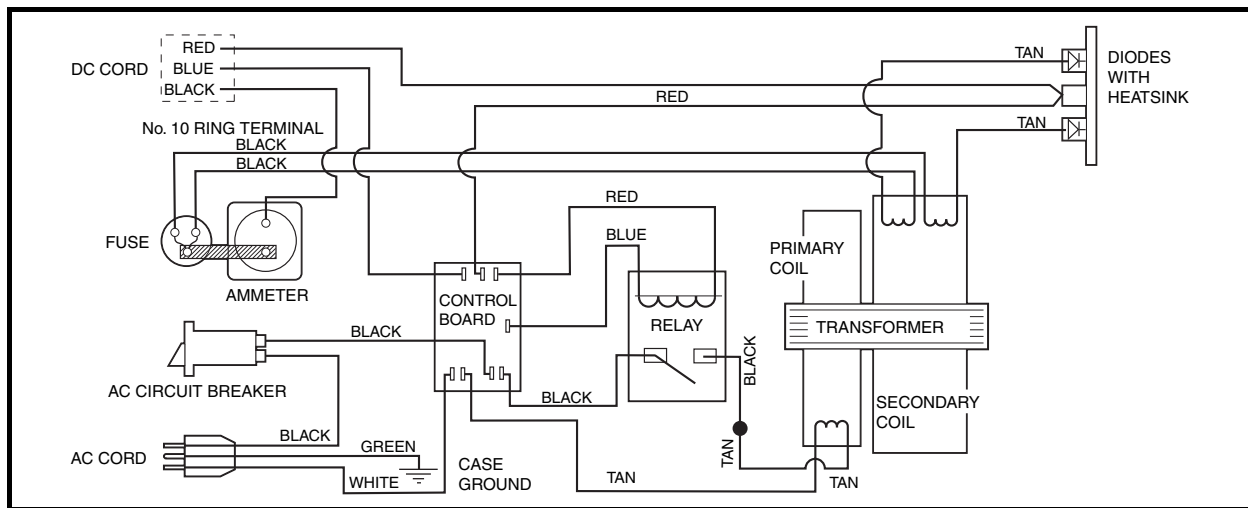 RED
DC CORD
BLUE
BLACK
No. 10 RING TERMINAL
BLACK
BLACK
RED
TAN
DIODES
WITH
HEATSINK
TAN
FUSE
AMMETER
RED
BLUE
PRIMARY
COIL
CONTROL
BOARD
RELAY
TRANSFORMER
BLACK
AC CIRCUIT BREAKER
BLACK
BLACK
SECONDARY
COIL
BLACK
GREEN
AC CORD
WHITE
CASE
GROUND
TAN
TAN
TAN